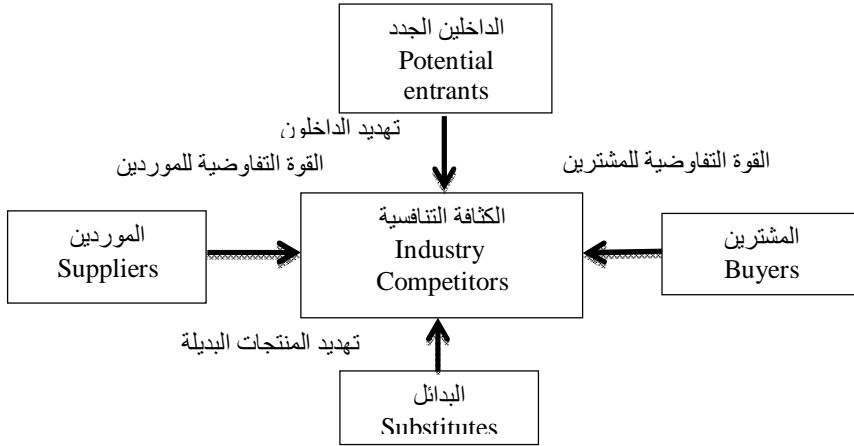 الداخلين الجدد
Potential
entrants
تهديد الداخلون
القوة التفاوضية للموردين
القوة التفاوضية للمشترين
الموردين
Suppliers
الكثافة التنافسية
Industry
Competitors
المشترين
Buyers
تهديد المنتجات البديلة
البدائل
Substitutes